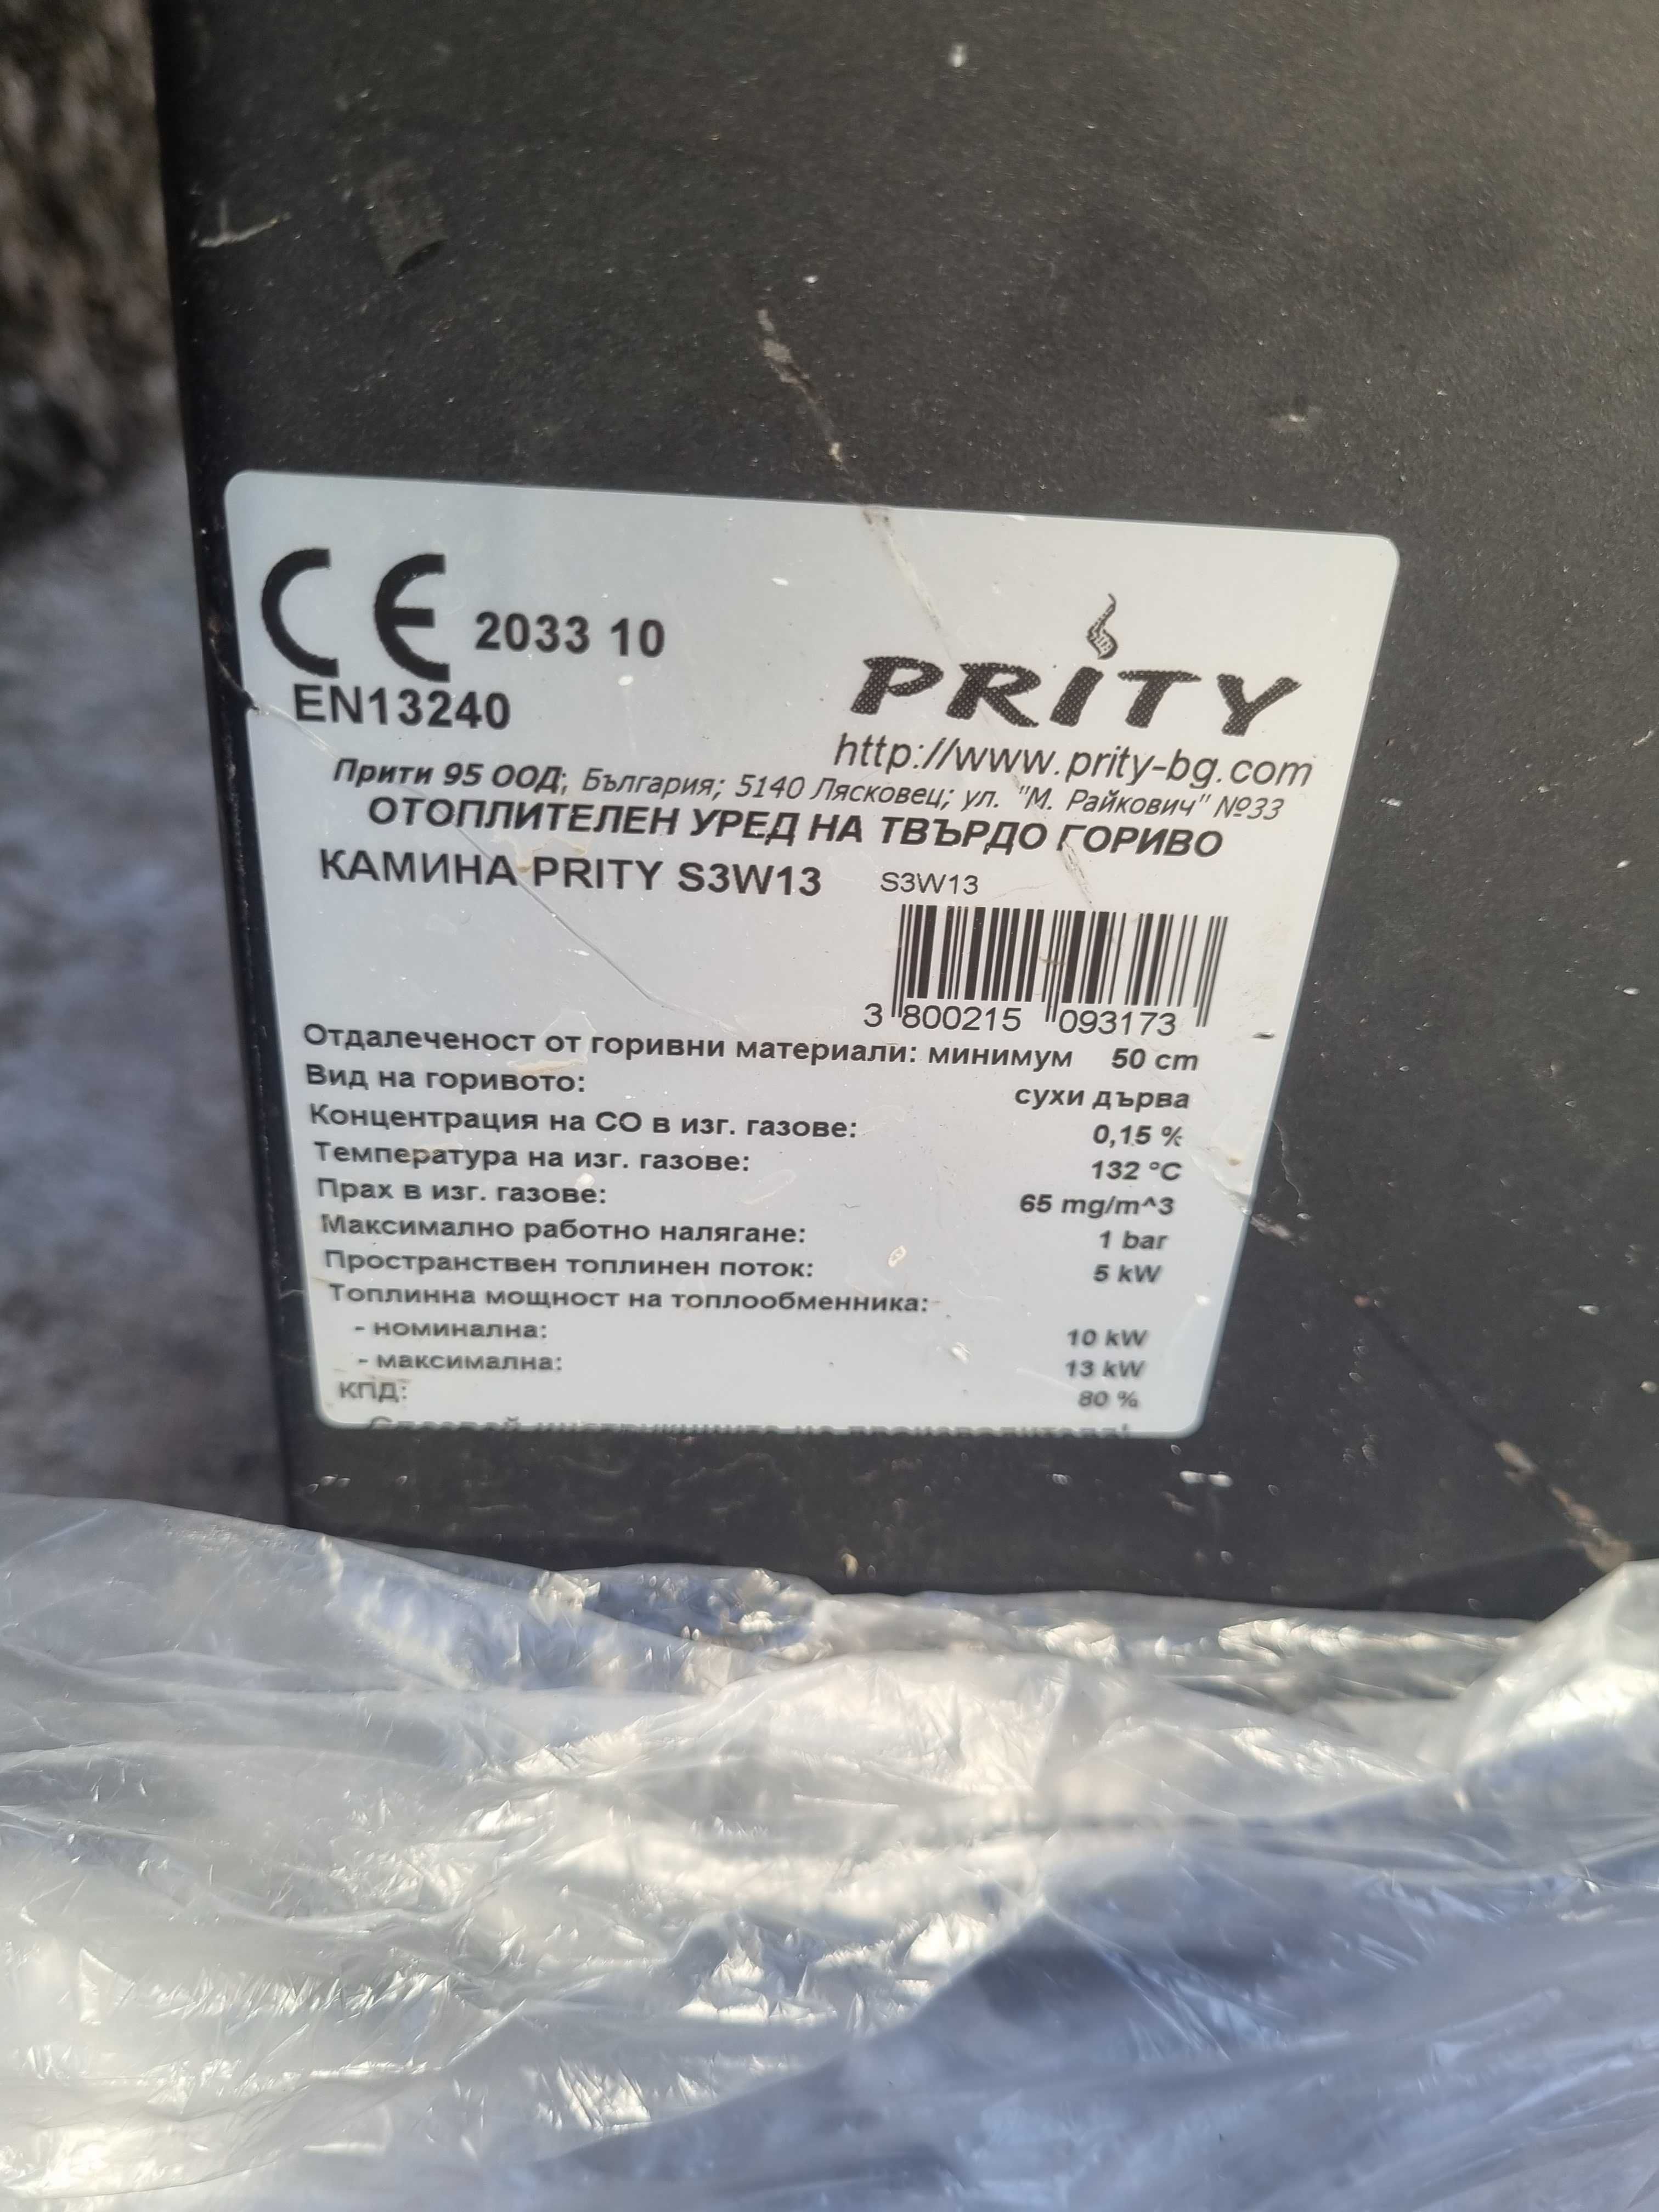 CE 2033 10
EN13240
PRITY
http://www.prity-bg.com
Прити 95 ООД; България; 5140 Лясковец; ул. "М. Райкович" №33
ОТОПЛИТЕЛЕН УРЕД НА ТВЪРДО ГОРИВО
КАМИНА PRITY S3W13 S3W13
3 800215 093173
Отдалеченост от горивни материали: минимум 50 cm
Вид на горивото: сухи дърва
Концентрация на CO в изг. газове: 0,15 %
Температура на изг. газове: 132 °C
Прах в изг. газове: 65 mg/m^3
Максимално работно налягане: 1 bar
Пространствен топлинен поток: 5 kW
Топлинна мощност на топлообменника:
- номинална: 10 kW
- максимална: 13 kW
КПД: 80 %
инструкциите на производителя!